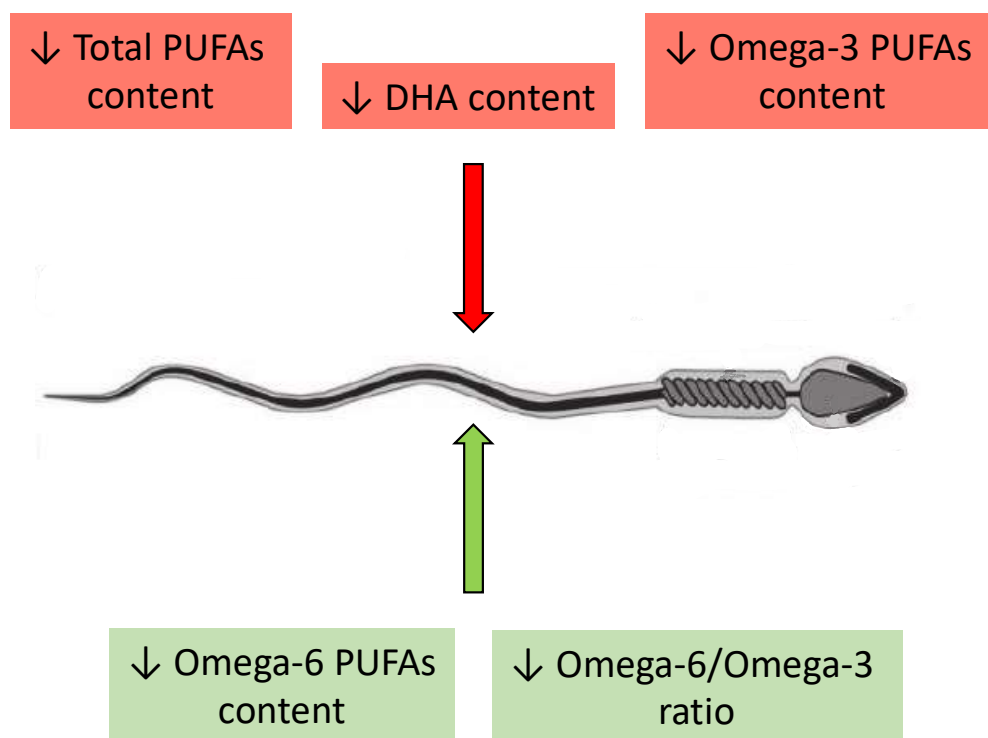 ↓ Total PUFAs
content
↓ DHA content
↓ Omega-3 PUFAs
content
↓ Omega-6 PUFAs
content
↓ Omega-6/Omega-3
ratio